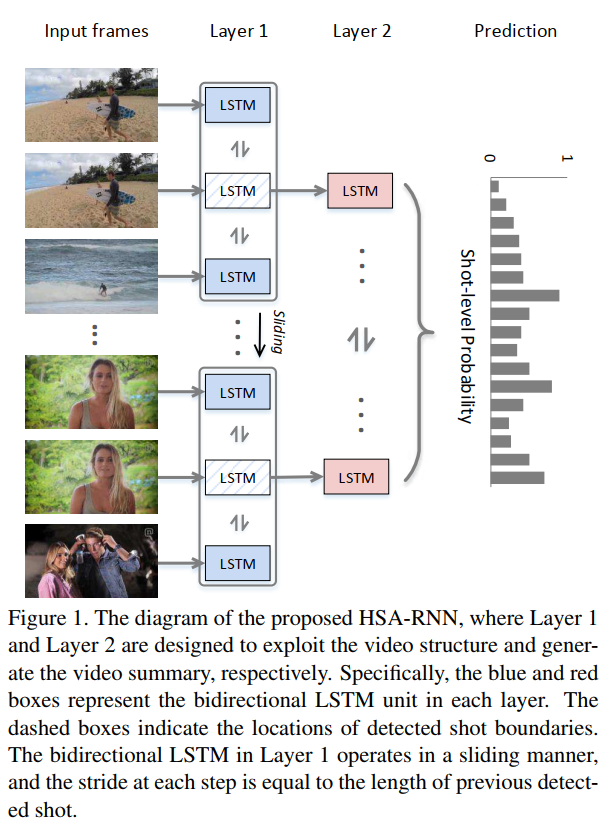 Input frames
Layer 1
Layer 2
Prediction
LSTM
LSTM
LSTM
LSTM
Sliding
LSTM
LSTM
LSTM
LSTM
0
1
Shot-level Probability
Figure 1. The diagram of the proposed HSA-RNN, where Layer 1
and Layer 2 are designed to exploit the video structure and gener-
ate the video summary, respectively. Specifically, the blue and red
boxes represent the bidirectional LSTM unit in each layer. The
dashed boxes indicate the locations of detected shot boundaries.
The bidirectional LSTM in Layer 1 operates in a sliding manner,
and the stride at each step is equal to the length of previous detect-
ed shot.